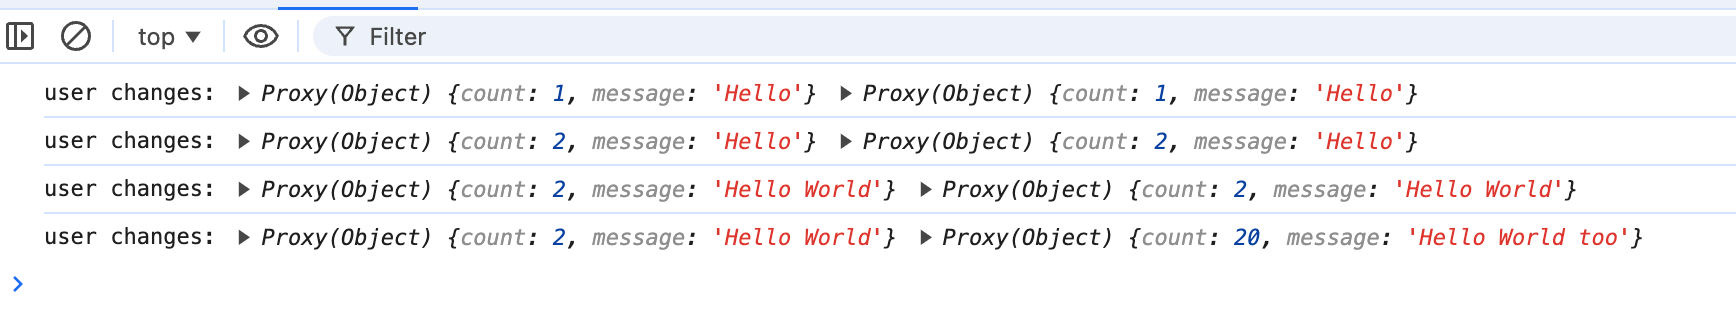 top ▼ Filter
user changes: ▶ Proxy(Object) {count: 1, message: 'Hello'} ▶ Proxy(Object) {count: 1, message: 'Hello'}
user changes: ▶ Proxy(Object) {count: 2, message: 'Hello'} ▶ Proxy(Object) {count: 2, message: 'Hello'}
user changes: ▶ Proxy(Object) {count: 2, message: 'Hello World'} ▶ Proxy(Object) {count: 2, message: 'Hello World'}
user changes: ▶ Proxy(Object) {count: 2, message: 'Hello World'} ▶ Proxy(Object) {count: 20, message: 'Hello World too'}